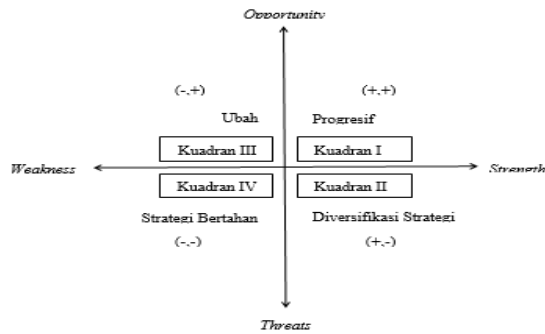 Opportunity
(-,+) (+,+)
Ubah Progresif
Kuadran III Kuadran I
Weakness Strength
Kuadran IV Kuadran II
Strategi Bertahan Diversifikasi Strategi
(-,-) (+,-)
Threats